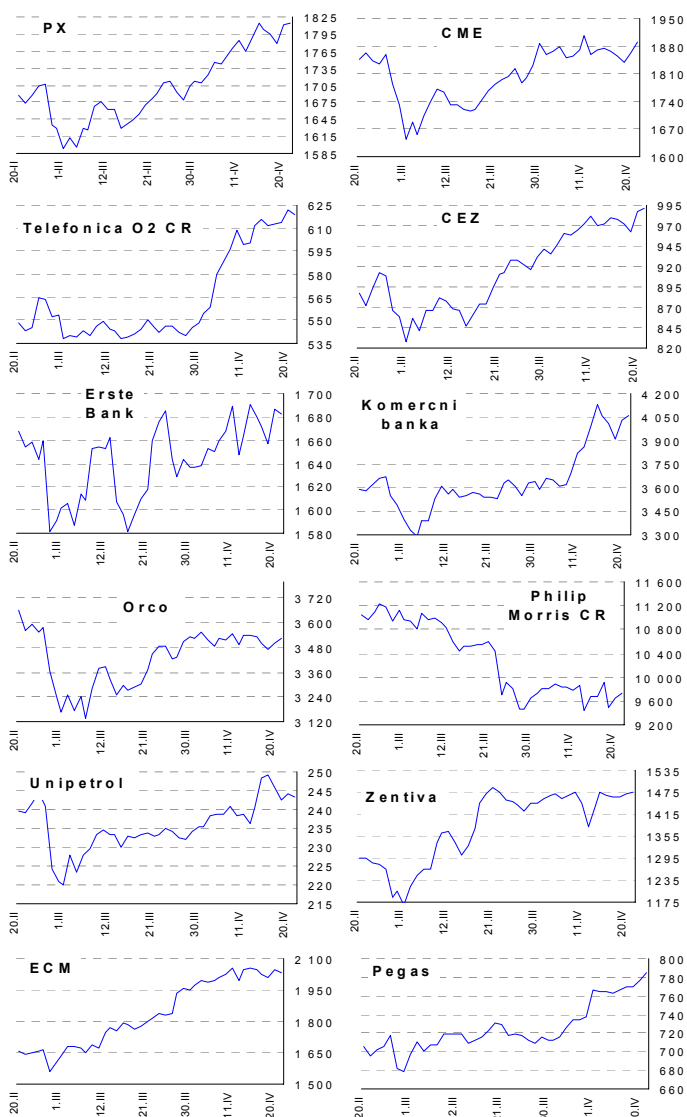 PX
1825
1795
1765
1735
1705
1675
1645
1615
1585
20-II
1-III
12-III
21-III
30-III
11-IV
20-IV
CME
1950
1880
1810
1740
1670
1600
20.II
1.III
12.III
21.III
30.III
11.IV
20.IV
Telefonica O2 CR
625
610
595
580
565
550
535
20.II
1.III
12.III
21.III
30.III
11.IV
20.IV
CEZ
995
970
945
920
895
870
845
820
20.II
1.III
12.III
21.III
30.III
11.IV
20.IV
Erste
Bank
1 700
1 660
1 640
1 620
1 600
1 580
20.II
1.III
12.III
21.III
30.III
11.IV
20.IV
Komercni
banka
4 200
4 050
3 900
3 750
3 600
3 450
3 300
20.II
1.III
12.III
21.III
30.III
11.IV
20.IV
Orco
3 720
3 600
3 480
3 360
3 240
3 120
20.II
1.III
12.III
21.III
30.III
11.IV
20.IV
Philip
Morris CR
11 600
11 200
10 800
10 400
10 000
9 600
9 200
20.II
1.III
12.III
21.III
30.III
11.IV
20.IV
Unipetrol
250
245
240
235
230
225
220
215
20.II
1.III
12.III
21.III
30.III
11.IV
20.IV
Zentiva
1535
1475
1415
1355
1295
1235
1175
20.II
1.III
12.III
21.III
30.III
11.IV
20.IV
ECM
2 100
1 950
1 800
1 650
1 500
20.II
1.III
12.III
21.III
30.III
11.IV
20.IV
Pegas
800
780
760
740
720
700
680
660
20.II
1.III
2.III
21.III
0.III
1.IV
0.IV